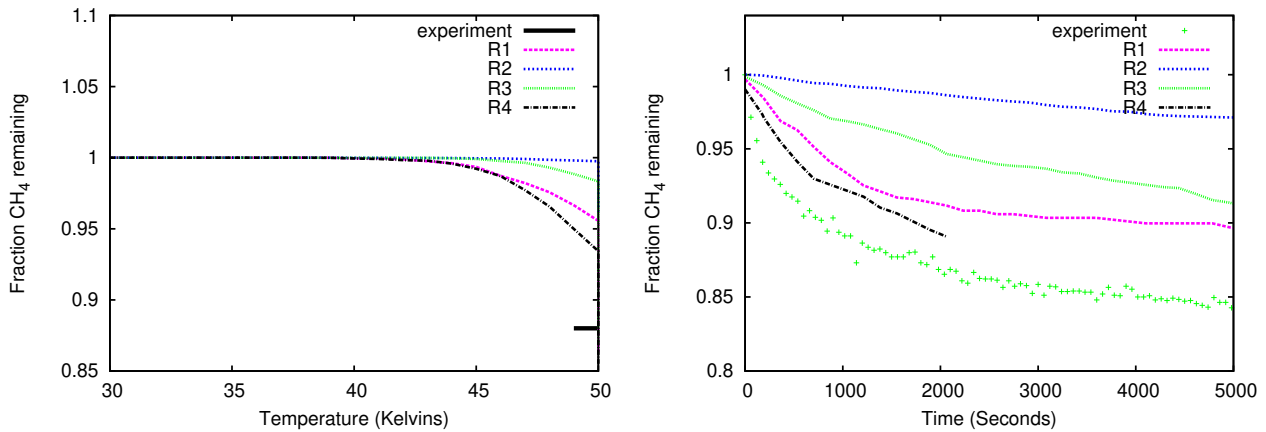 1.1
1.05
1
0.95
0.9
0.85
30
35
40
45
50
Fraction CH4 remaining
Temperature (Kelvins)
experiment
R1
R2
R3
R4
1
0.95
0.9
0.85
0.8
0
1000
2000
3000
4000
5000
Fraction CH4 remaining
Time (Seconds)
experiment
R1
R2
R3
R4